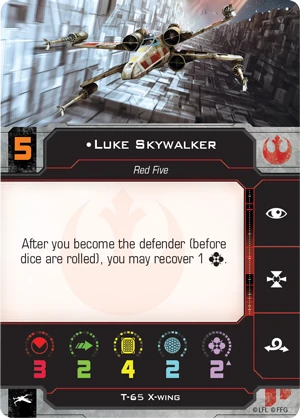 5
•Luke Skywalker
Red Five
After you become the defender (before
dice are rolled), you may recover 1 .
3 2 4 2 2
T-65 X-wing
©LFL ©FFG